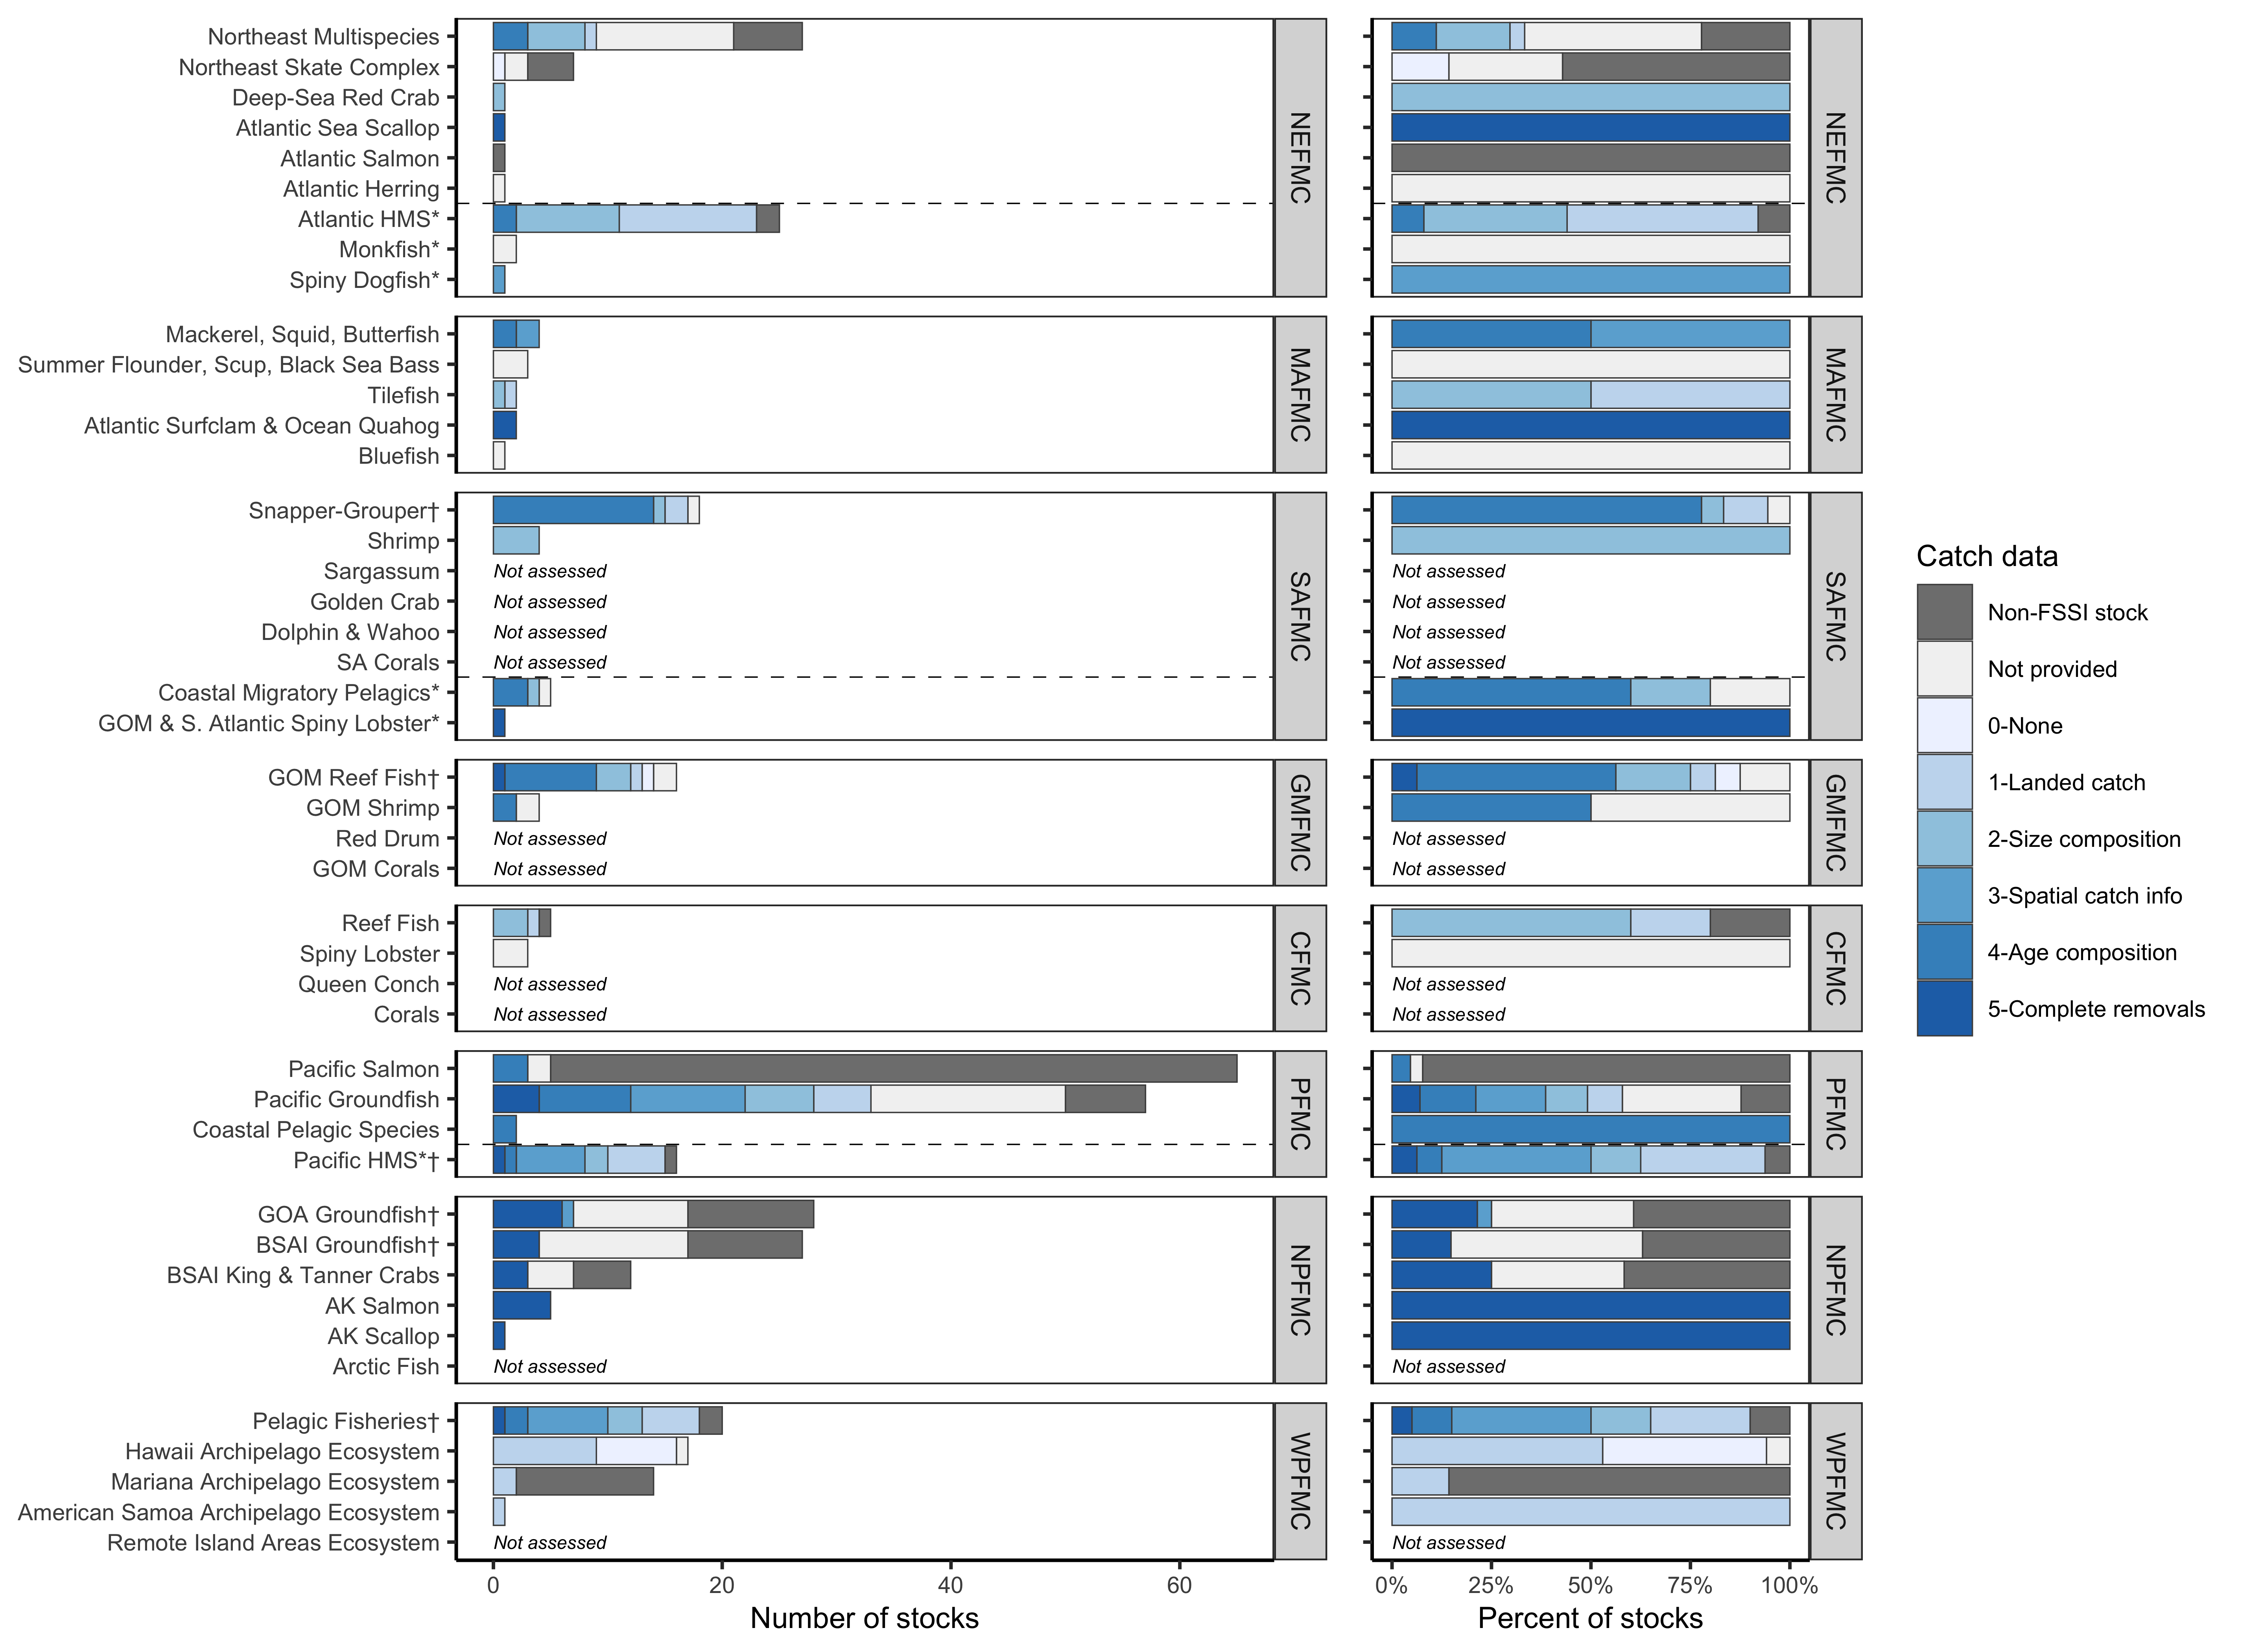 Northeast Multispecies
Northeast Skate Complex
Deep-Sea Red Crab
Atlantic Sea Scallop
Atlantic Salmon
Atlantic Herring
Atlantic HMS*
Monkfish*
Spiny Dogfish*
NEFMC
NEFMC
Mackerel, Squid, Butterfish
Summer Flounder, Scup, Black Sea Bass
Tilefish
Atlantic Surfclam & Ocean Quahog
Bluefish
MAFMC
MAFMC
Snapper-Grouper†
Shrimp
Sargassum
Not assessed
Not assessed
Golden Crab
Not assessed
Not assessed
Dolphin & Wahoo
Not assessed
Not assessed
SA Corals
Not assessed
Not assessed
Coastal Migratory Pelagics*
GOM & S. Atlantic Spiny Lobster*
SAFMC
SAFMC
GOM Reef Fish†
GOM Shrimp
Red Drum
Not assessed
Not assessed
GOM Corals
Not assessed
Not assessed
GMFMC
GMFMC
Reef Fish
Spiny Lobster
Queen Conch
Not assessed
Not assessed
Corals
Not assessed
Not assessed
CFMC
CFMC
Pacific Salmon
Pacific Groundfish
Coastal Pelagic Species
Pacific HMS*†
PFMC
PFMC
GOA Groundfish†
BSAI Groundfish†
BSAI King & Tanner Crabs
AK Salmon
AK Scallop
Arctic Fish
Not assessed
Not assessed
NPFMC
NPFMC
Pelagic Fisheries†
Hawaii Archipelago Ecosystem
Mariana Archipelago Ecosystem
American Samoa Archipelago Ecosystem
Remote Island Areas Ecosystem
Not assessed
Not assessed
WPFMC
WPFMC
0 20 40 60
Number of stocks
0% 25% 50% 75% 100%
Percent of stocks
Catch data
Non-FSSI stock
Not provided
0-None
1-Landed catch
2-Size composition
3-Spatial catch info
4-Age composition
5-Complete removals